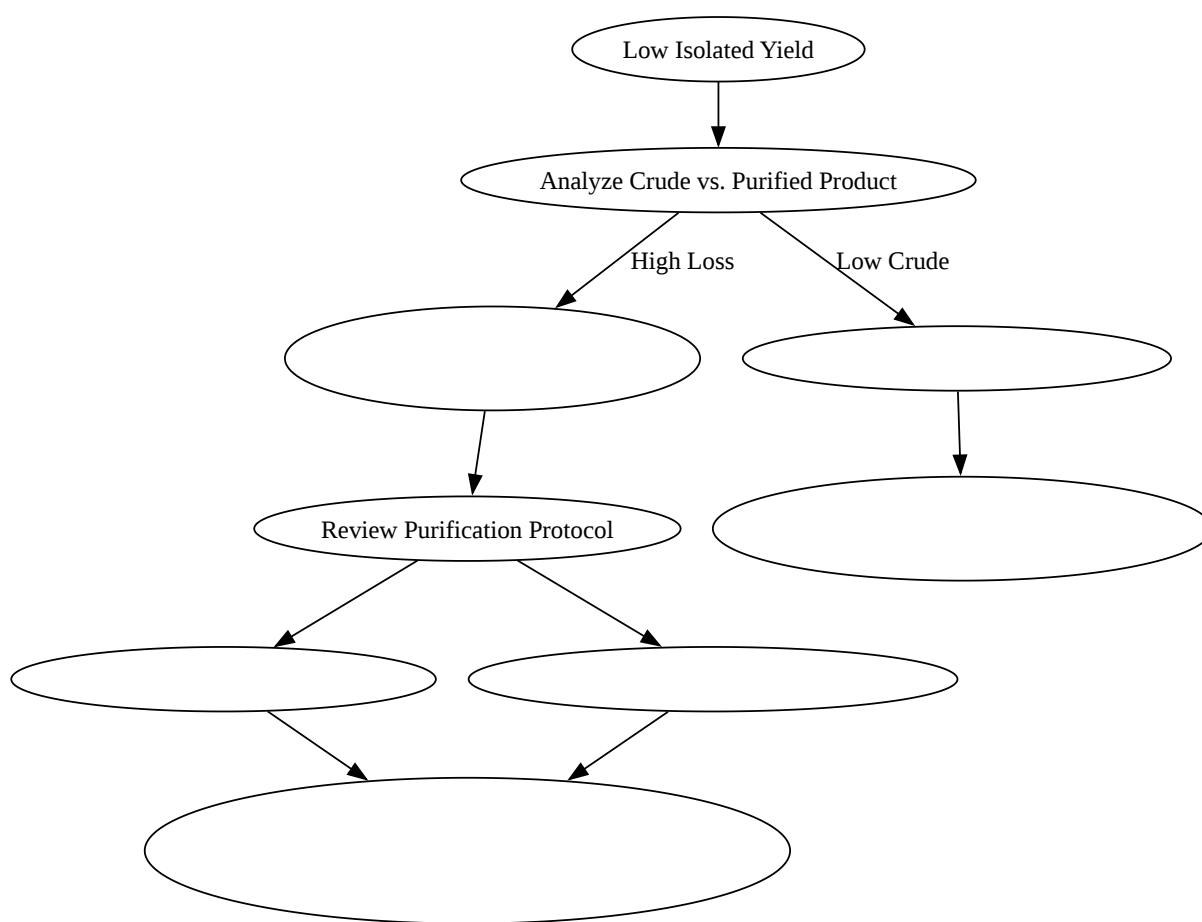 Low Isolated Yield
Analyze Crude vs. Purified Product
High Loss
Low Crude
Review Purification Protocol